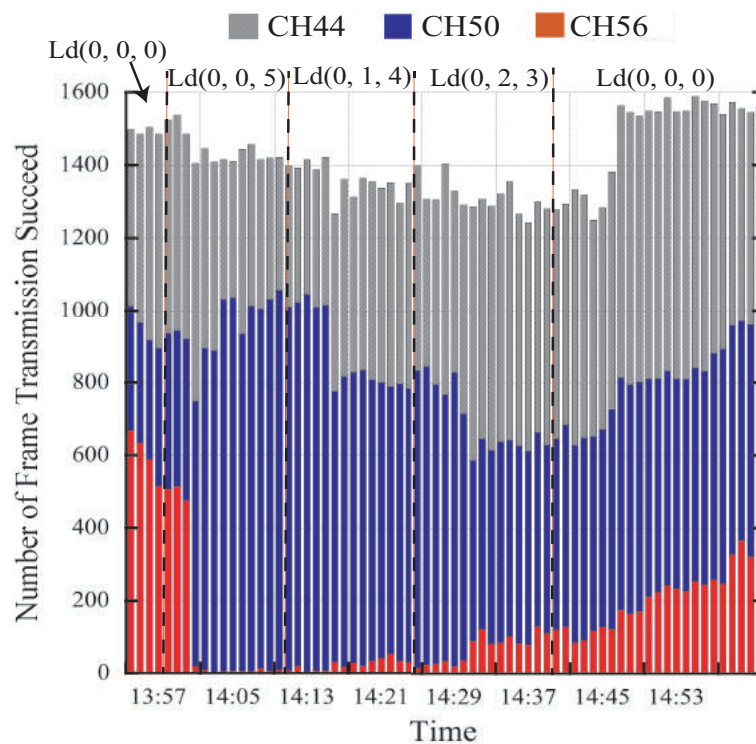 CH44 CH50 CH56
Ld(0, 0, 0)
Ld(0, 0, 5) Ld(0, 1, 4) Ld(0, 2, 3) Ld(0, 0, 0)
1600
1400
1200
1000
800
600
400
200
0
Number of Frame Transmission Succeed
13:57 14:05 14:13 14:21 14:29 14:37 14:45 14:53
Time